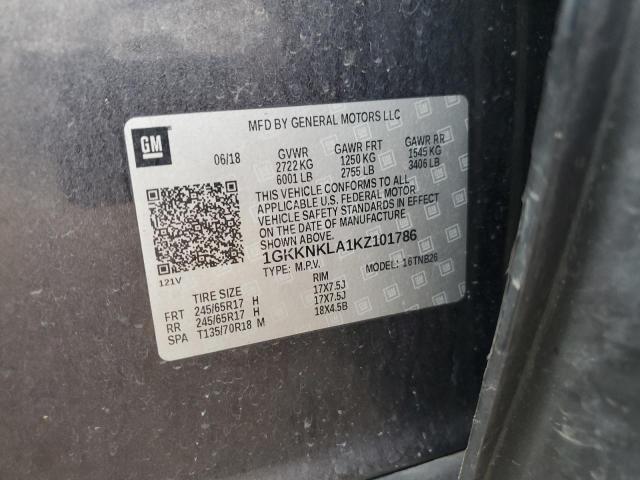 MFD BY GENERAL MOTORS LLC
GM
06/18 GVWR GAWR FRT GAWR RR
2722 KG 1250 KG 1545 KG
6001 LB 2755 LB 3406 LB
THIS VEHICLE CONFORMS TO ALL
APPLICABLE U.S. FEDERAL MOTOR
VEHICLE SAFETY STANDARDS IN EFFECT
ON THE DATE OF MANUFACTURE
SHOWN ABOVE.
1GKKNKLA1KZ101786
121V TYPE: M.P.V. MODEL: 16TNB26
TIRE SIZE RIM
FRT 245/65R17 H 17X7.5J
RR 245/65R17 H 17X7.5J
SPA T135/70R18 M 18X4.5B